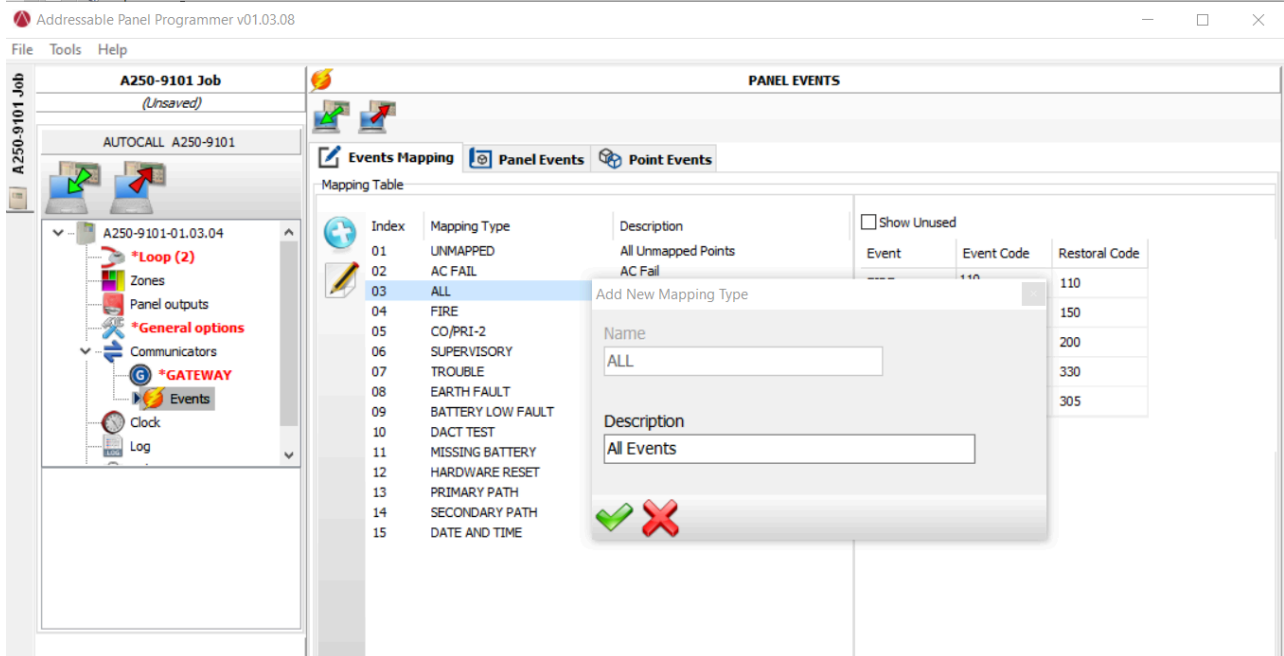 Addressable Panel Programmer v01.03.08
File Tools Help
A250-9101 Job
A250-9101 Job
(Unsaved)
AUTOCALL A250-9101
A250-9101-01.03.04
*Loop (2)
Zones
Panel outputs
*General options
Communicators
G *GATEWAY
Events
Clock
LOG Log
PANEL EVENTS
Events Mapping Panel Events Point Events
Mapping Table
Index Mapping Type Description
01 UNMAPPED All Unmapped Points
02 AC FAIL AC Fail
03 ALL
04 FIRE
05 CO/PRI-2
06 SUPERVISORY
07 TROUBLE
08 EARTH FAULT
09 BATTERY LOW FAULT
10 DACT TEST
11 MISSING BATTERY
12 HARDWARE RESET
13 PRIMARY PATH
14 SECONDARY PATH
15 DATE AND TIME
Add New Mapping Type
Name
ALL
Description
All Events
Show Unused
Event Event Code Restoral Code
110
150
200
330
305